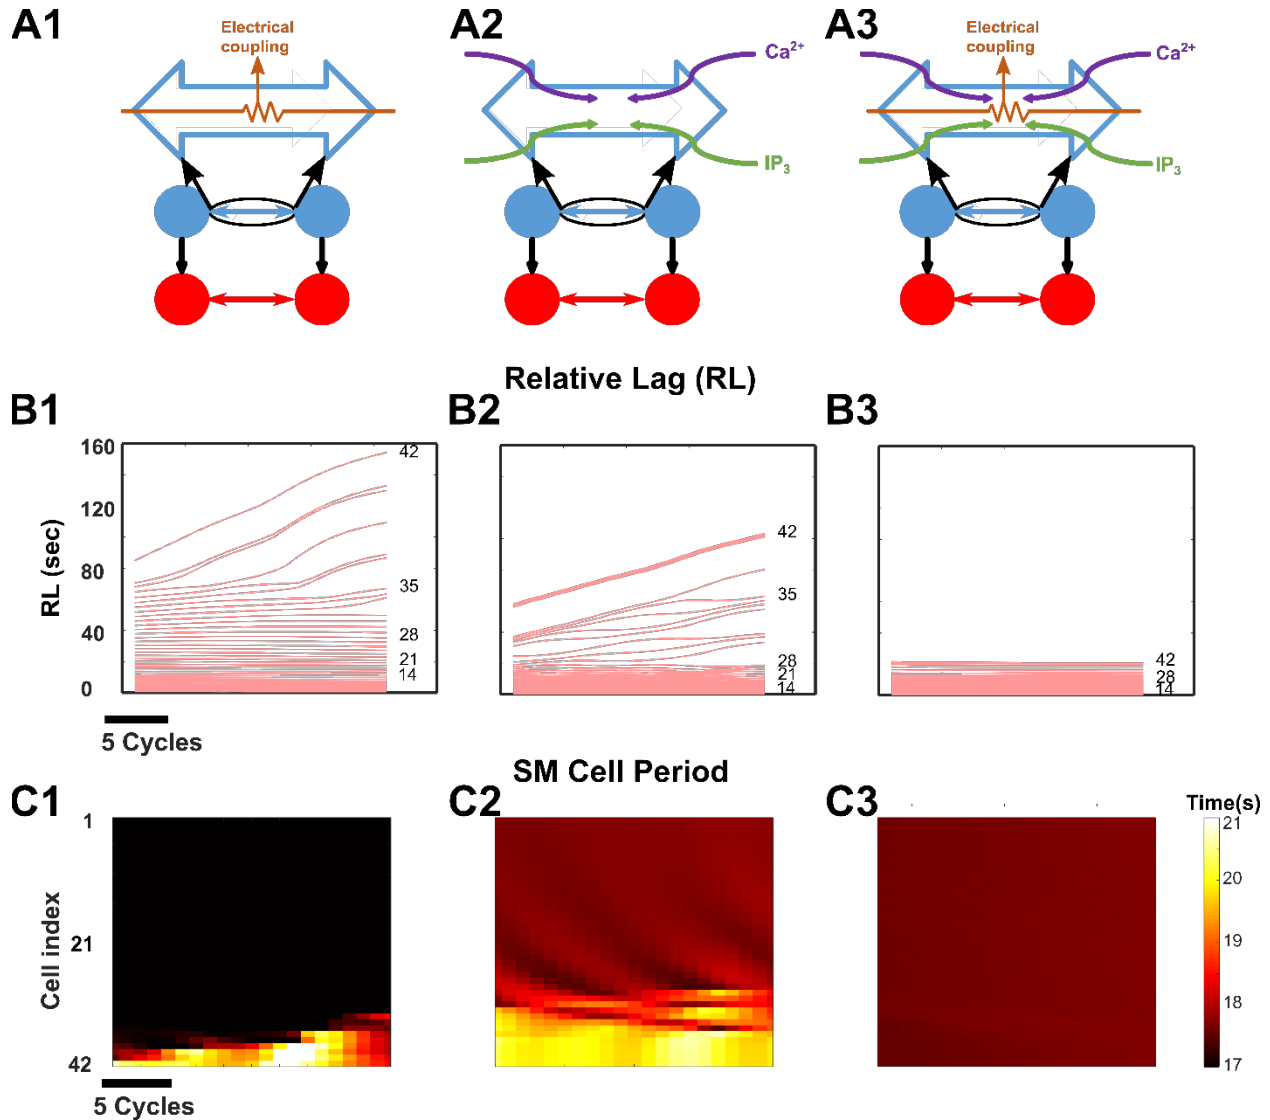 A1
A2
A3
Electrical
coupling
Ca2+
IP3
Electrical
coupling
Ca2+
IP3
Relative Lag (RL)
B1
B2
B3
RL (sec)
160
120
80
40
0
42
35
28
21
14
42
35
28
21
14
42
28
14
5 Cycles
SM Cell Period
C1
C2
C3
Time(s)
Cell index
1
21
42
21
20
19
18
17
5 Cycles